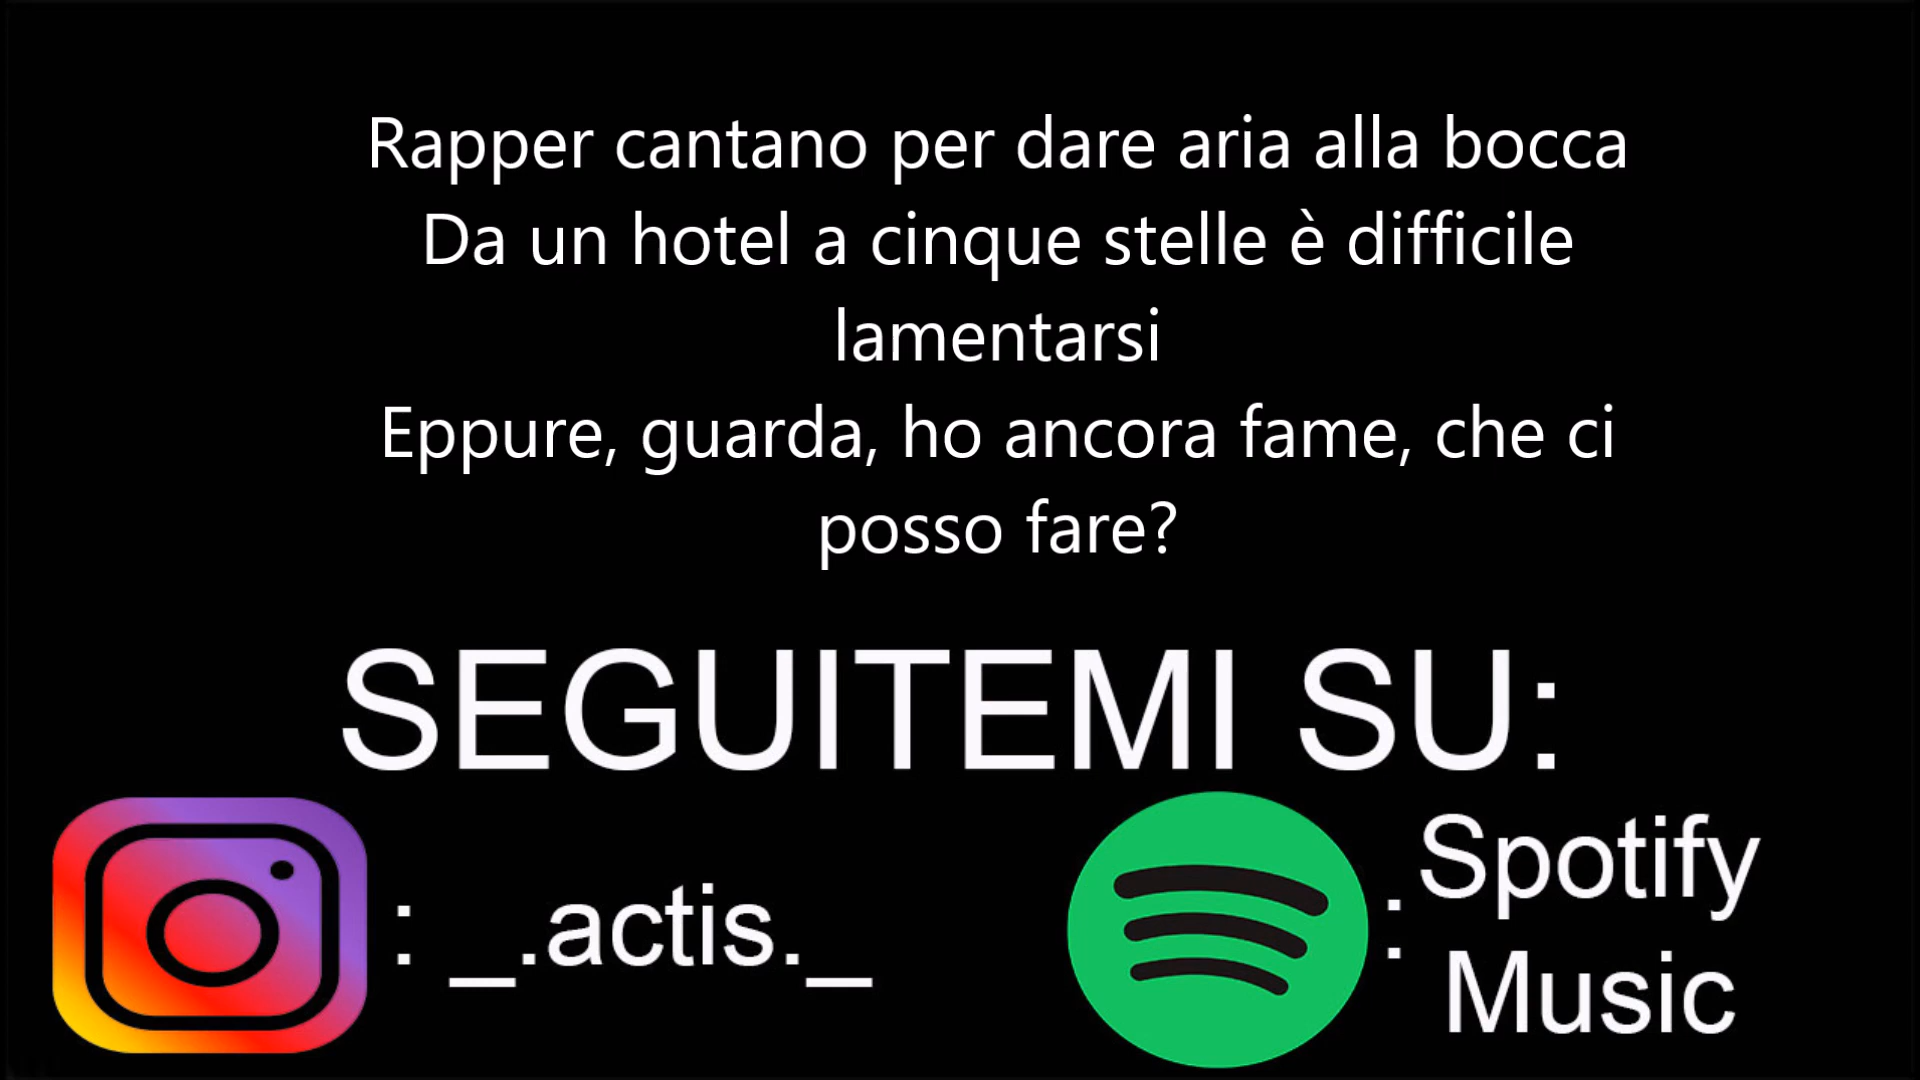 Rapper cantano per dare aria alla bocca
Da un hotel a cinque stelle è difficile
lamentarsi
Eppure, guarda, ho ancora fame, che ci
posso fare?
SEGUITEMI SU:
: _.actis._
: Spotify
Music